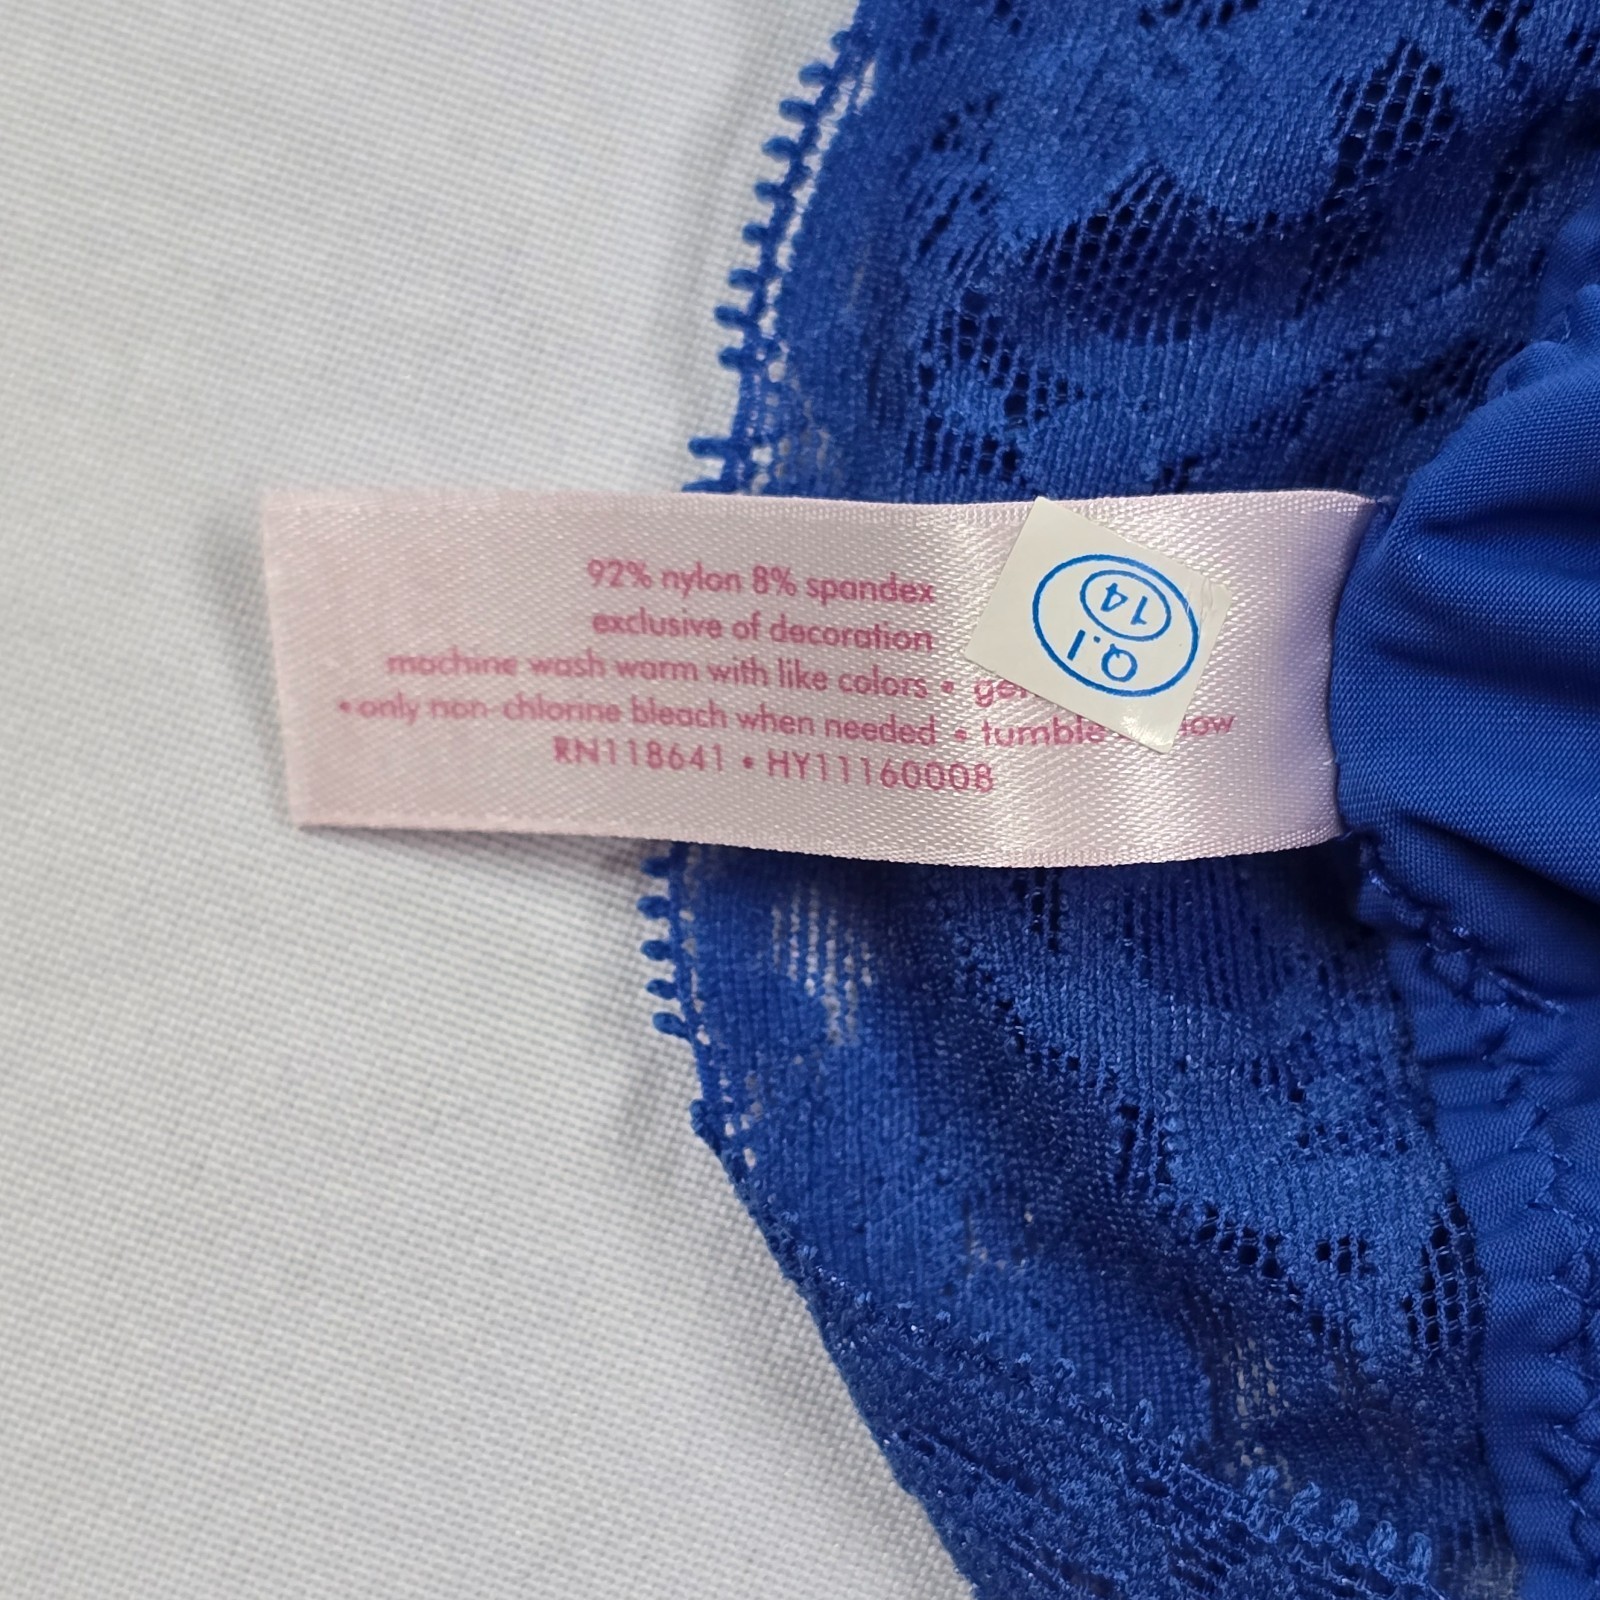 92% nylon 8% spandex
exclusive of decoration
machine wash warm with like colors •
• only non-chlorine bleach when needed • tumble
RN118641 • HY11160008
Q.I
14